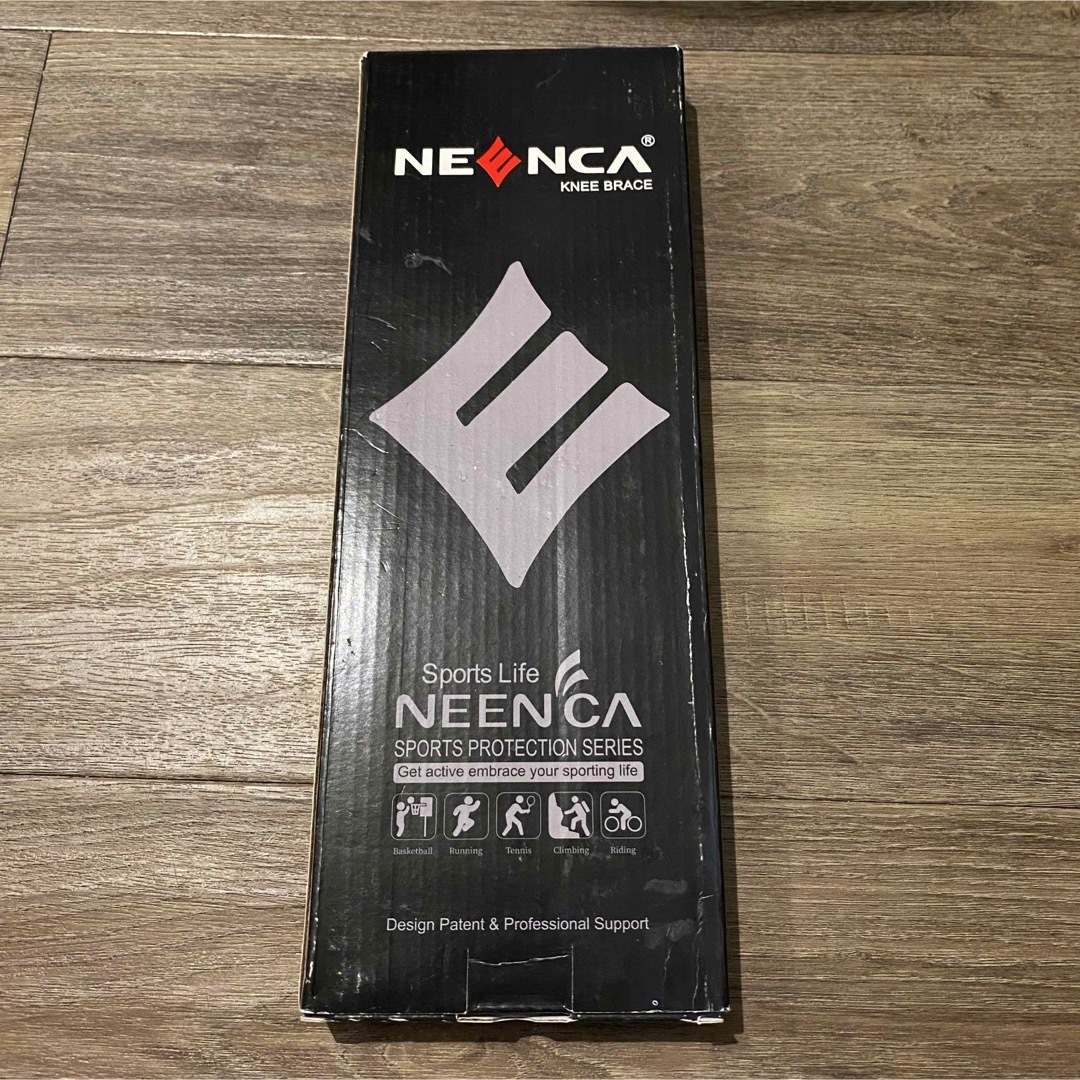 NEENCA®
KNEE BRACE
Sports Life
NEENCA
SPORTS PROTECTION SERIES
Get active embrace your sporting life
Basketball Running Tennis Climbing Riding
Design Patent & Professional Support